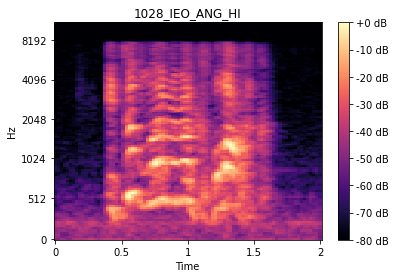 1028_IEO_ANG_HI
Hz
8192
4096
2048
1024
512
0
0
0.5
1
1.5
2
Time
+0 dB
-10 dB
-20 dB
-30 dB
-40 dB
-50 dB
-60 dB
-70 dB
-80 dB